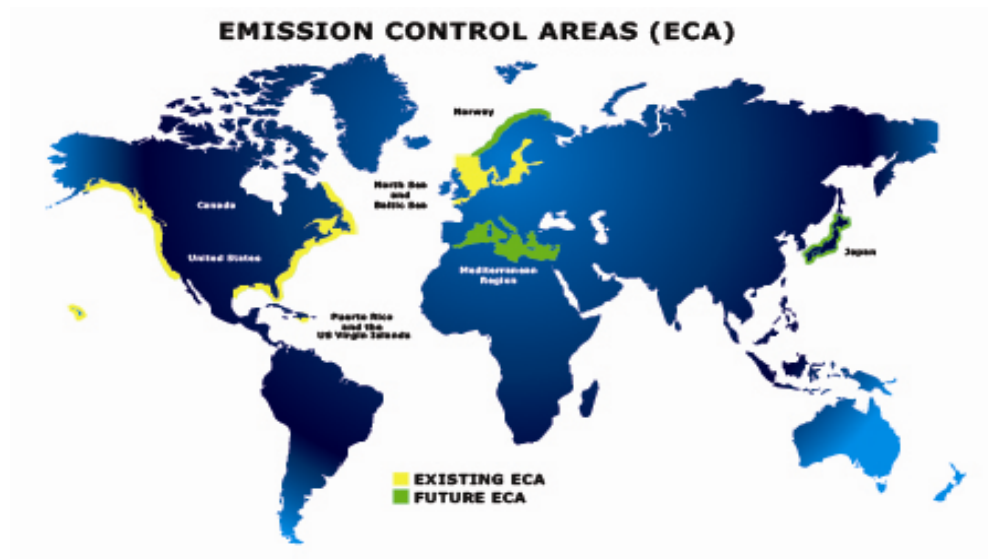 EMISSION CONTROL AREAS (ECA)
Norway
North Sea
and
Baltic Sea
Canada
United States
Mediterranean
Region
Japan
Puerto Rico
and the
US Virgin Islands
EXISTING ECA
FUTURE ECA